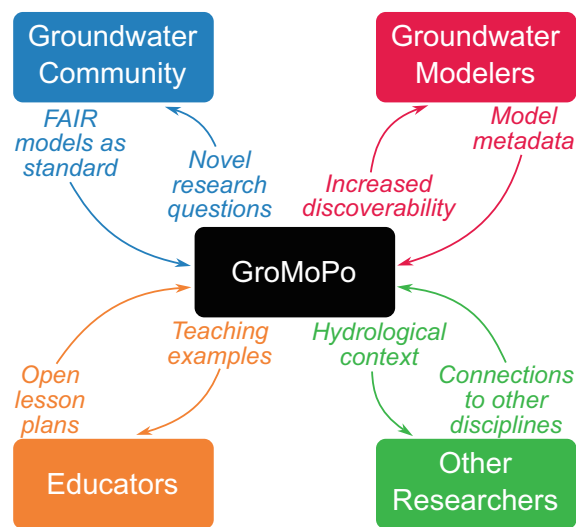 Groundwater
Community
Groundwater
Modelers
FAIR
models as
standard
Novel
research
questions
Increased
discoverability
Model
metadata
GroMoPo
Teaching
examples
Open
lesson
plans
Hydrological
context
Connections
to other
disciplines
Educators
Other
Researchers